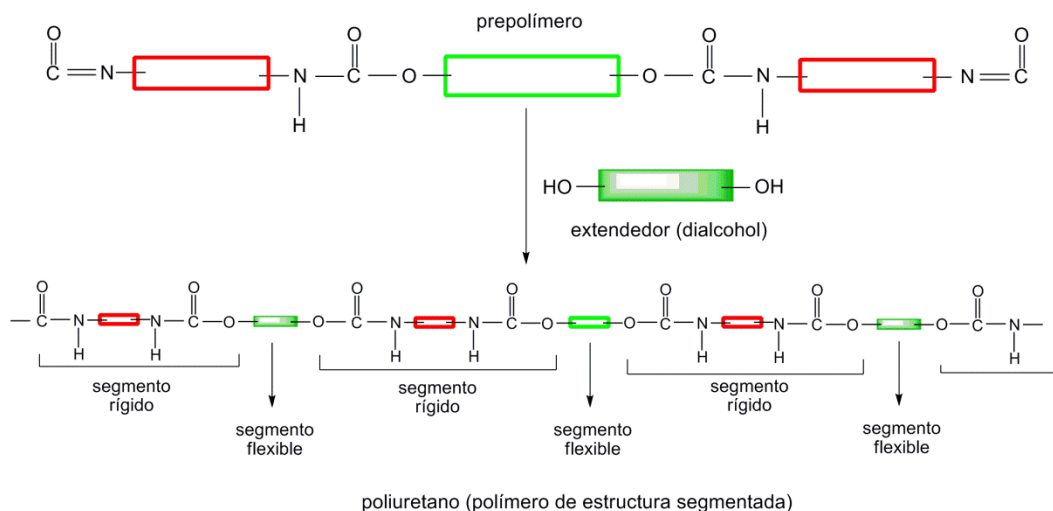 prepolímero
O O O O
C N N C O O C N N C
H H
HO OH
extendedor (dialcohol)
O O O O O O O
C N N C O O C N N C O O C N N C O O C N
H H H H H H H
segmento rígido
segmento flexible
segmento rígido
segmento flexible
segmento rígido
segmento flexible
poliuretano (polímero de estructura segmentada)